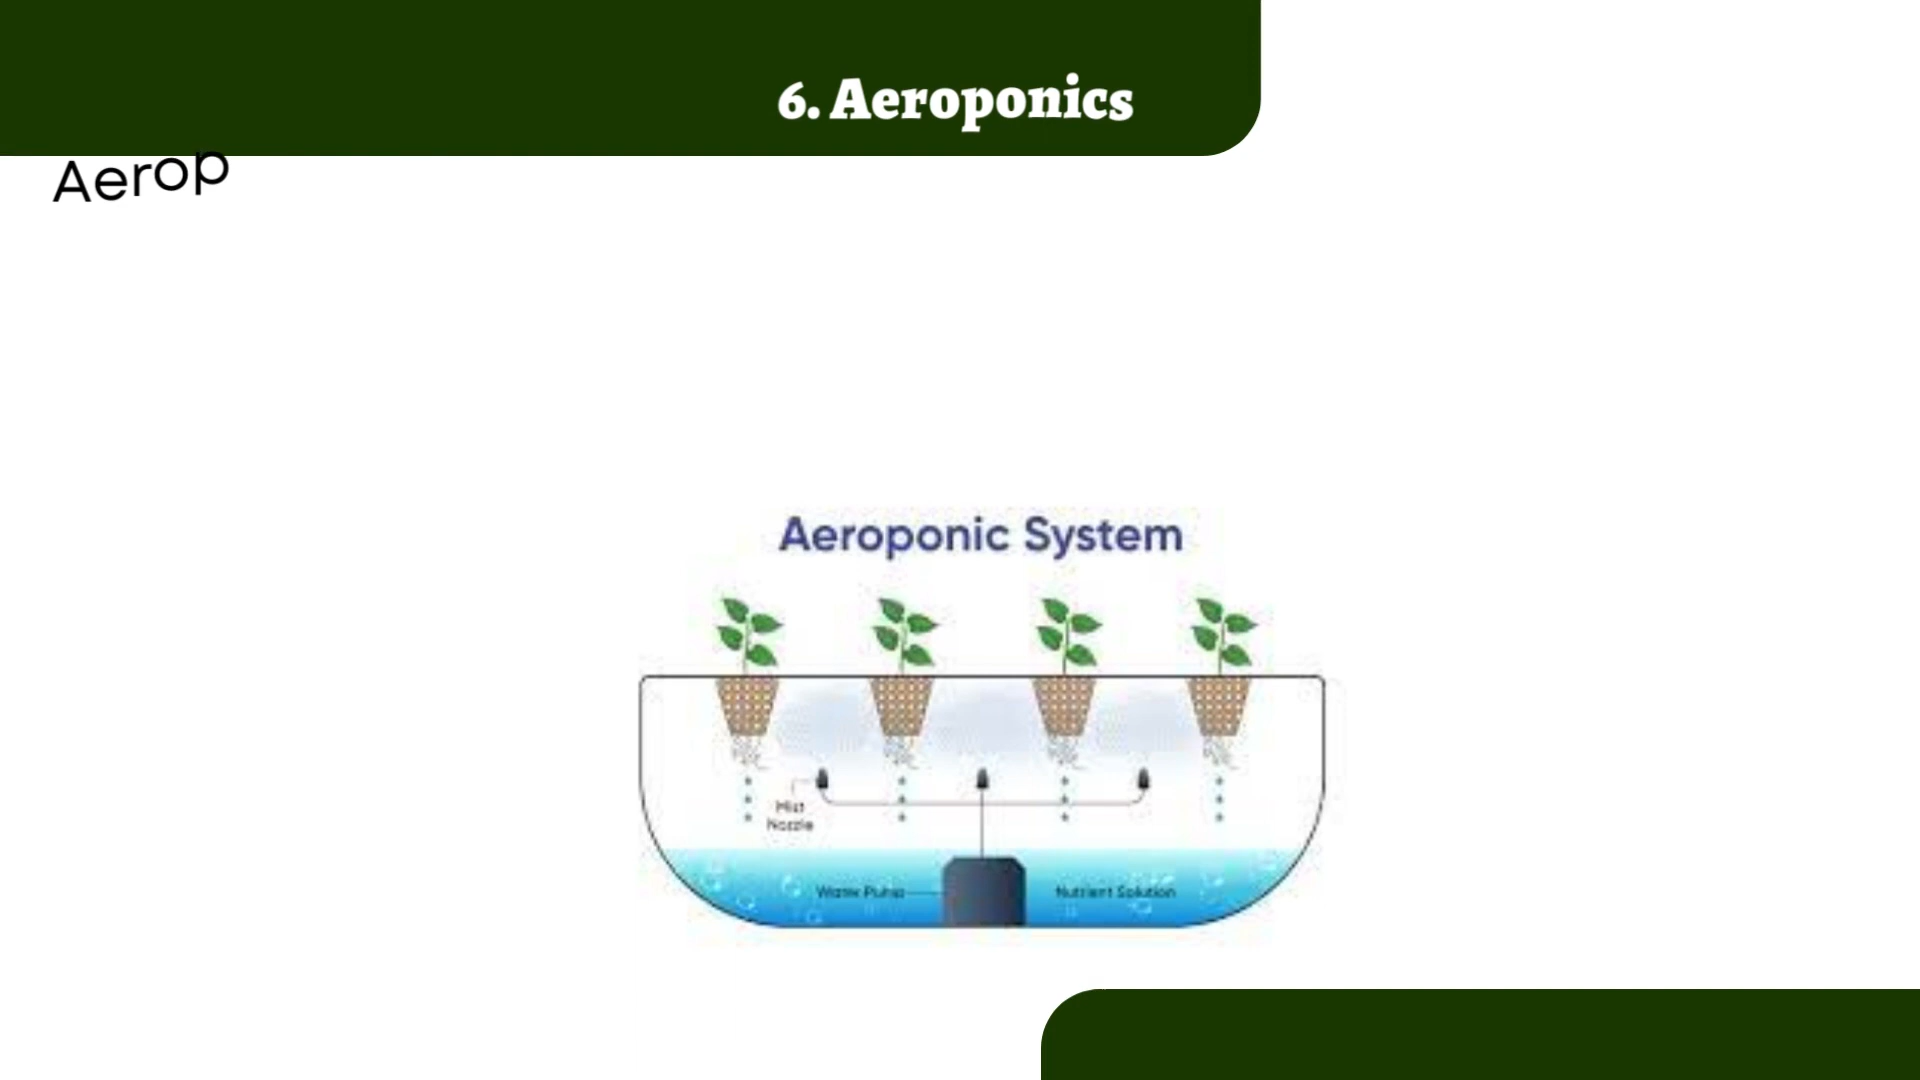 6. Aeroponics
Aerop
Aeroponic System
Mist
Nozzle
Water Pump
Nutrient Solution